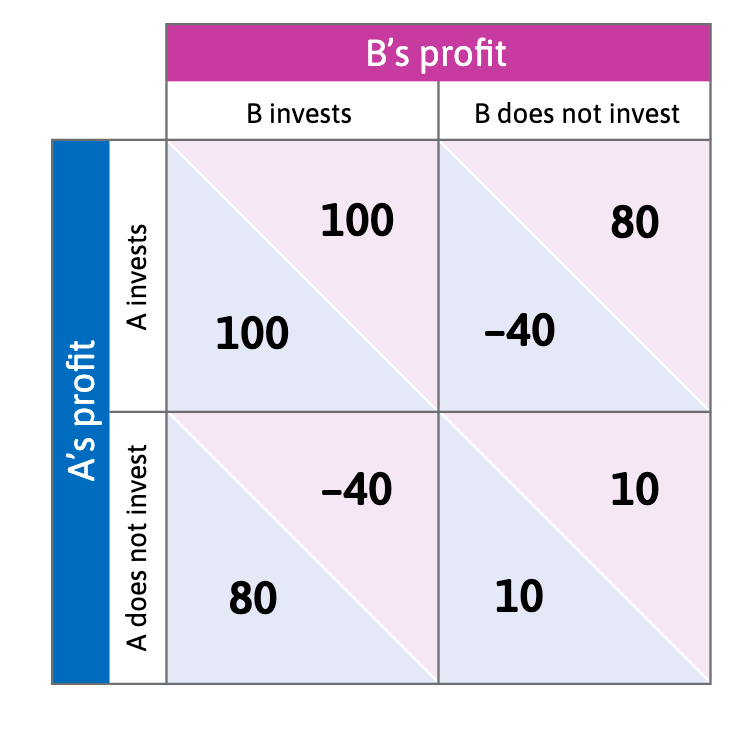 B’s profit
B invests
B does not invest
A’s profit
A invests
100
100
80
–40
A does not invest
–40
80
10
10